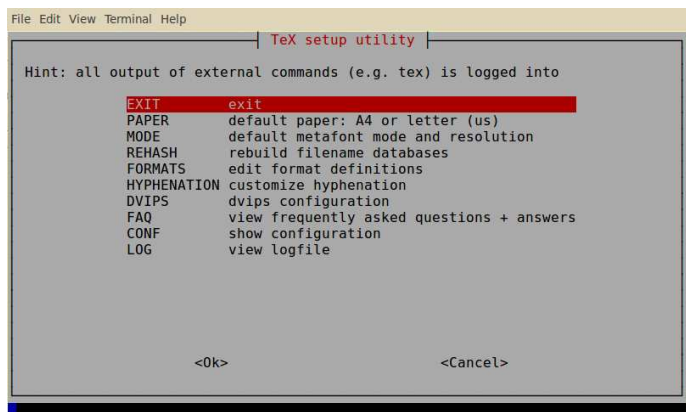 File Edit View Terminal Help
TeX setup utility
Hint: all output of external commands (e.g. tex) is logged into
EXIT exit
PAPER default paper: A4 or letter (us)
MODE default metafont mode and resolution
REHASH rebuild filename databases
FORMATS edit format definitions
HYPHENATION customize hyphenation
DVIPS dvips configuration
FAQ view frequently asked questions + answers
CONF show configuration
LOG view logfile
<Ok> <Cancel>